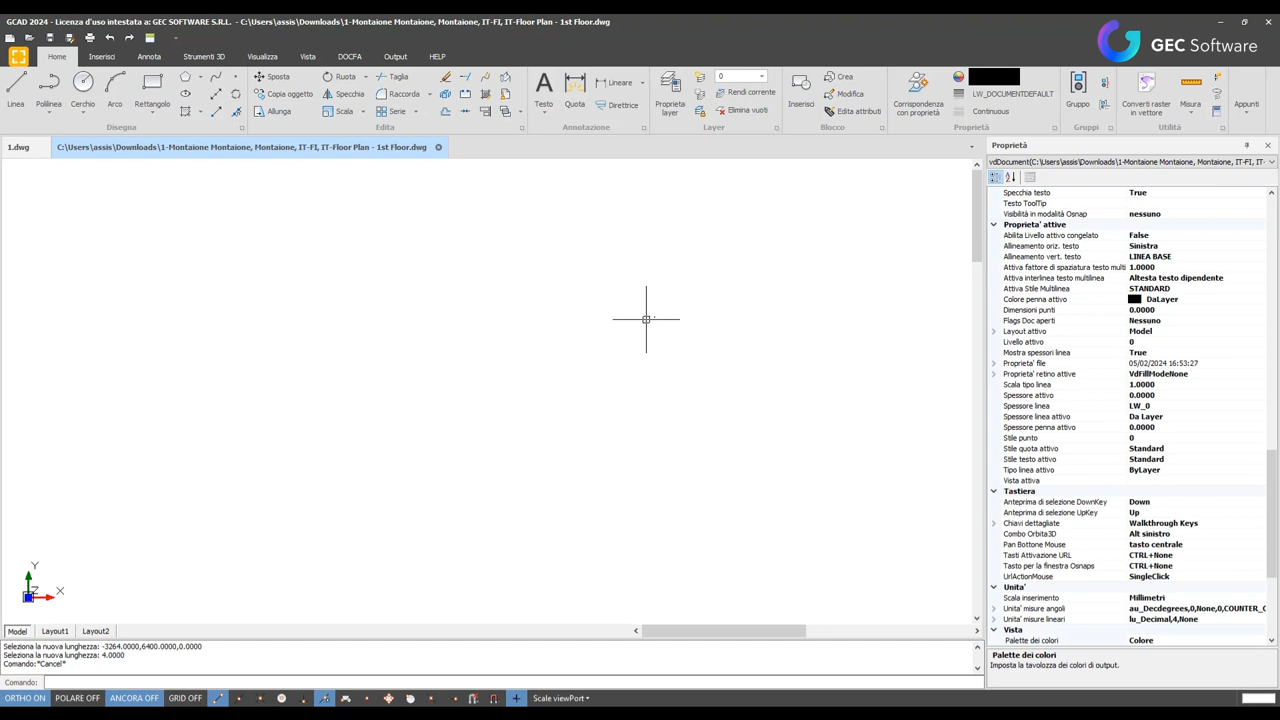 GCAD 2024 - Licenza d'uso intestata a: GEC SOFTWARE S.R.L. - C:\Users\assis\Downloads\1-Montaione Montaione, Montaione, IT-FI, IT-Floor Plan - 1st Floor.dwg
GEC Software
Home Inserisci Annota Strumenti 3D Visualizza Vista DOCFA Output HELP
Linea Polilinea Cerchio Arco Rettangolo
Sposta Ruota Taglia
Copia oggetto Specchia Raccorda
Allunga Scala Serie
Testo Quota Lineare
Direttrice
Proprietà layer
0
Rendi corrente
Elimina vuoti
Inserisci Crea
Modifica
Edita attributi
Corrispondenza con proprietà
LW_DOCUMENTDEFAULT
Continuous
Gruppo
Converti raster in vettore
Misura
Appunti
Disegna Edita Annotazione Layer Blocco Proprietà Gruppi Utilità
1.dwg C:\Users\assis\Downloads\1-Montaione Montaione, Montaione, IT-FI, IT-Floor Plan - 1st Floor.dwg
Proprietà
vdDocument(C:\Users\assis\Downloads\1-Montaione Montaione, Montaione, IT-FI, IT-
Specchia testo True
Testo ToolTip
Visibilità in modalità Osnap nessuno
Proprieta' attive
Abilita Livello attivo congelato False
Allineamento oriz. testo Sinistra
Allineamento vert. testo LINEA BASE
Attiva fattore di spaziatura testo multi 1.0000
Attiva interlinea testo multilinea Altesta testo dipendente
Attiva Stile Multilinea STANDARD
Colore penna attivo DaLayer
Dimensioni punti 0.0000
Flags Doc aperti Nessuno
Layout attivo Model
Livello attivo 0
Mostra spessori linea True
Proprieta' file 05/02/2024 16:53:27
Proprieta' retino attive VdFillModeNone
Scala tipo linea 1.0000
Spessore attivo 0.0000
Spessore linea LW_0
Spessore linea attivo Da Layer
Spessore penna attivo 0.0000
Stile punto 0
Stile quota attivo Standard
Stile testo attivo Standard
Tipo linea attivo ByLayer
Vista attiva
Tastiera
Anteprima di selezione DownKey Down
Anteprima di selezione UpKey Up
Chiavi dettagliate Walkthrough Keys
Combo Orbita3D Alt sinistro
Pan Bottone Mouse tasto centrale
Tasti Attivazione URL CTRL+None
Tasto per la finestra Osnaps CTRL+None
UrlActionMouse SingleClick
Unita'
Scala inserimento Millimetri
Unita' misure angoli au_Decdegrees,0,None,0,COUNTER_C
Unita' misure lineari lu_Decimal,4,None
Vista
Palette dei colori Colore
Palette dei colori
Imposta la tavolozza dei colori di output.
Y
Z
X
Model Layout1 Layout2
Seleziona la nuova lunghezza: -3264.0000,6400.0000,0.0000
Seleziona la nuova lunghezza: 4.0000
Comando:"Cancel"
Comando:
ORTHO ON POLARE OFF ANCORA OFF GRID OFF Scale viewPort